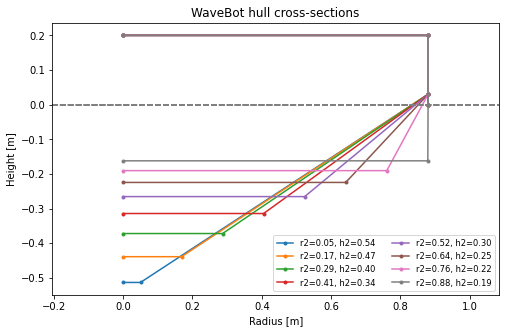 WaveBot hull cross-sections
Height [m]
0.2
0.1
0.0
−0.1
−0.2
−0.3
−0.4
−0.5
r2=0.05, h2=0.54
r2=0.17, h2=0.47
r2=0.29, h2=0.40
r2=0.41, h2=0.34
r2=0.52, h2=0.30
r2=0.64, h2=0.25
r2=0.76, h2=0.22
r2=0.88, h2=0.19
−0.2 0.0 0.2 0.4 0.6 0.8 1.0
Radius [m]